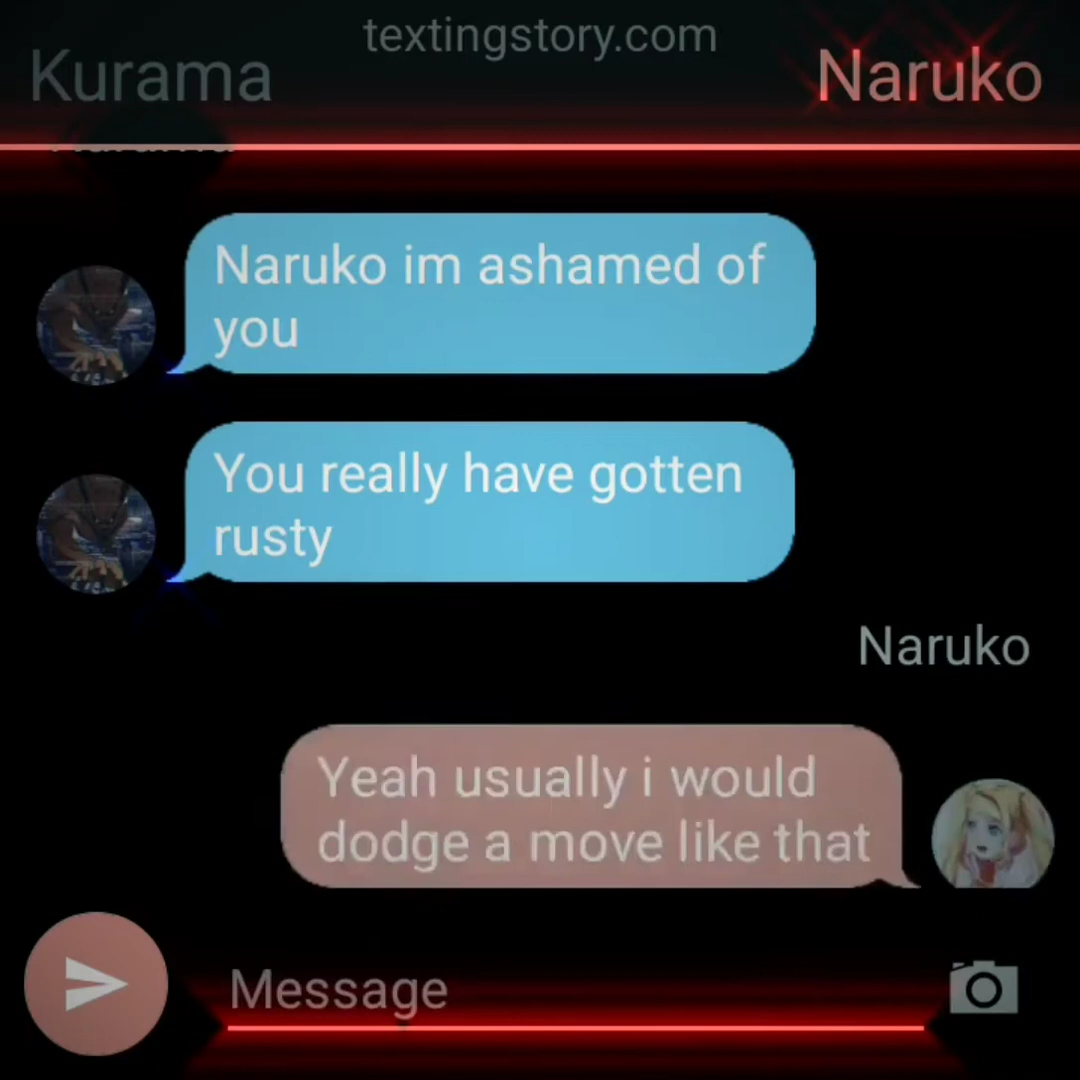 textingstory.com
Kurama
Naruko
Naruko im ashamed of
you
You really have gotten
rusty
Naruko
Yeah usually i would
dodge a move like that
Message